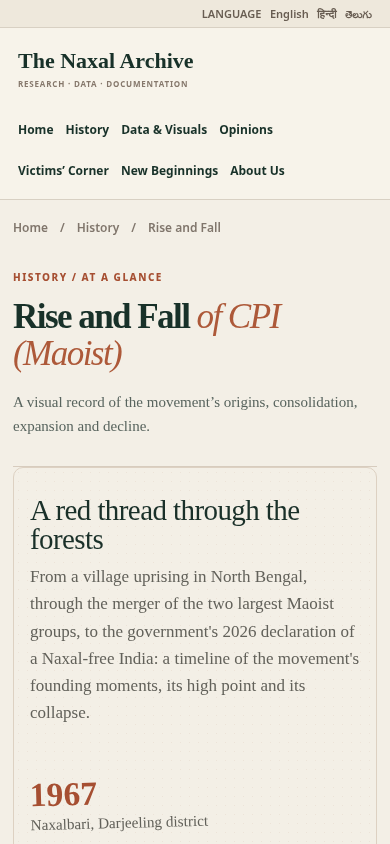 LANGUAGE English हिन्दी తెలుగు
The Naxal Archive
RESEARCH · DATA · DOCUMENTATION
Home History Data & Visuals Opinions
Victims’ Corner New Beginnings About Us
Home / History / Rise and Fall
HISTORY / AT A GLANCE
Rise and Fall of CPI
(Maoist)
A visual record of the movement’s origins, consolidation,
expansion and decline.
A red thread through the
forests
From a village uprising in North Bengal,
through the merger of the two largest Maoist
groups, to the government's 2026 declaration of
a Naxal-free India: a timeline of the movement's
founding moments, its high point and its
collapse.
1967
Naxalbari, Darjeeling district